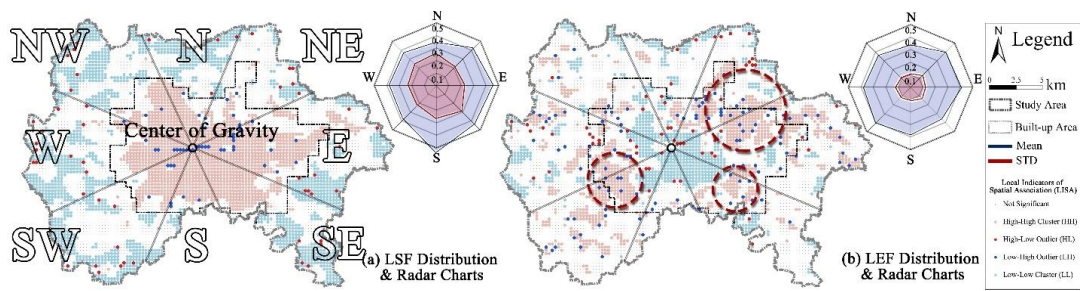 NW
N
NE
W
Center of Gravity
E
SW
S
SE
(a) LSF Distribution
& Radar Charts
N
0.5
0.4
0.3
0.2
0.1
W
E
S
(b) LEF Distribution
& Radar Charts
N
0.5
0.4
0.3
0.2
0.1
W
E
S
N
Legend
0 2.5 5
km
Study Area
Built-up Area
Mean
STD
Local Indicators of
Spatial Association (LISA)
Not Significant
High-High Cluster (HH)
High-Low Outlier (HL)
Low-High Outlier (LH)
Low-Low Cluster (LL)